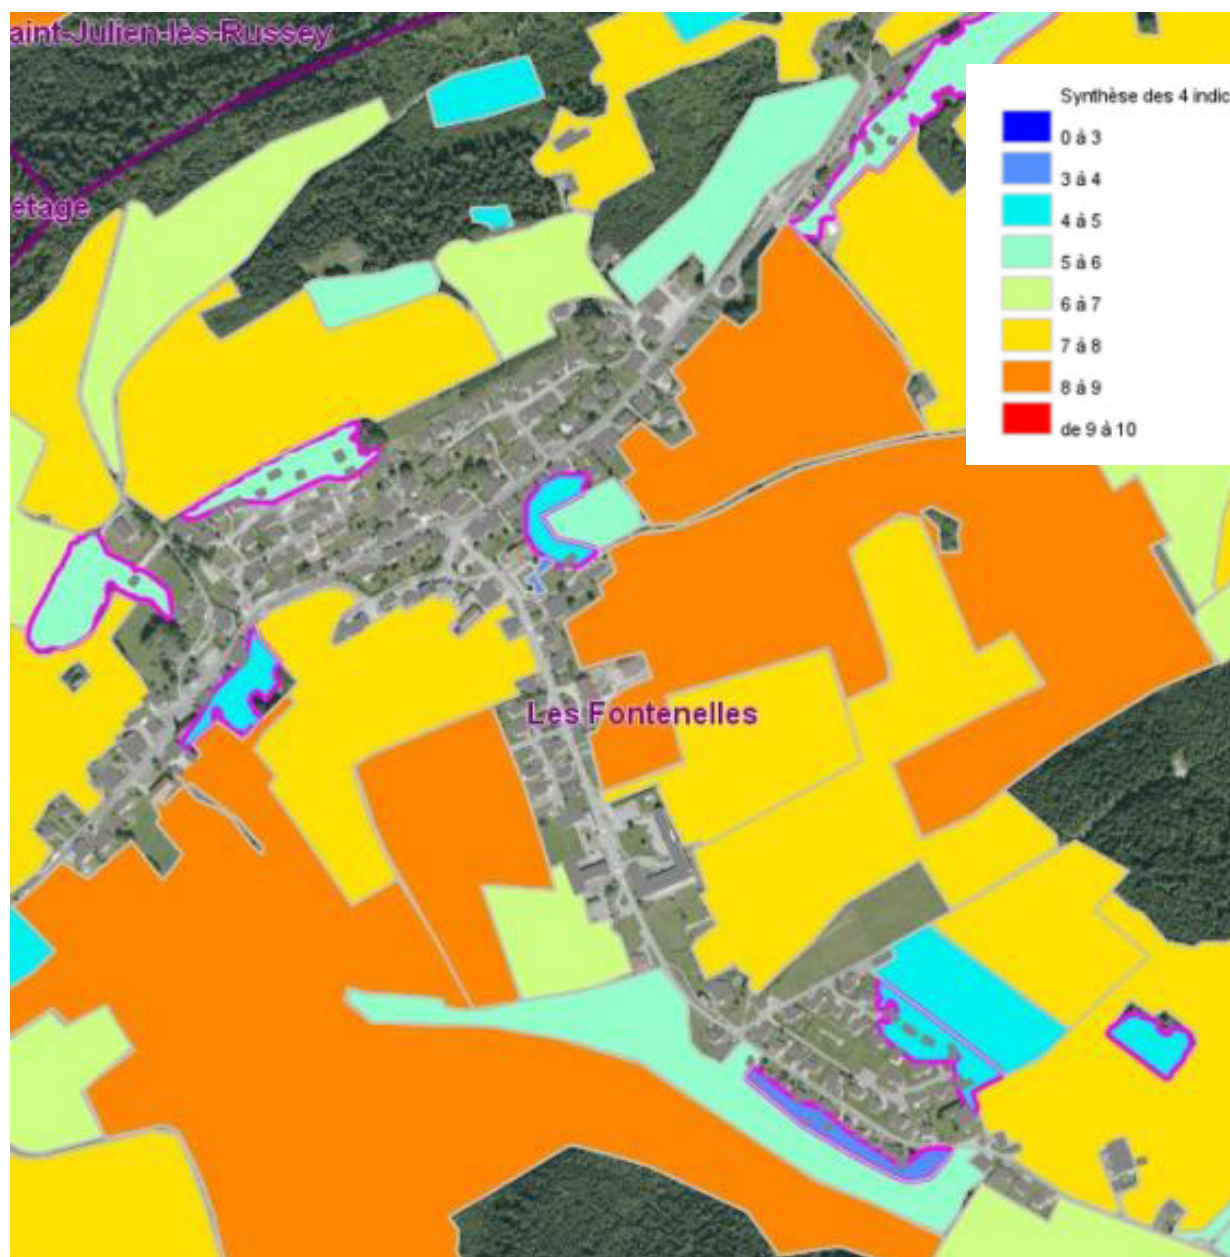 aint-Julien-lès-Russey
etage
Synthèse des 4 indic
0 à 3
3 à 4
4 à 5
5 à 6
6 à 7
7 à 8
8 à 9
de 9 à 10
Les Fontenelles